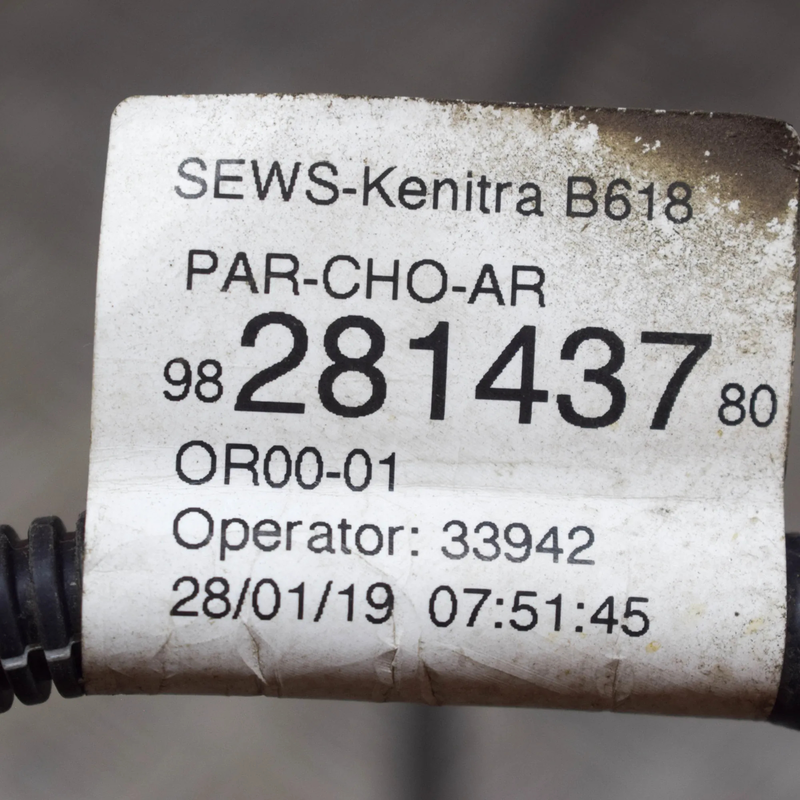 SEWS-Kenitra B618
PAR-CHO-AR
98 281437 80
OR00-01
Operator: 33942
28/01/19 07:51:45